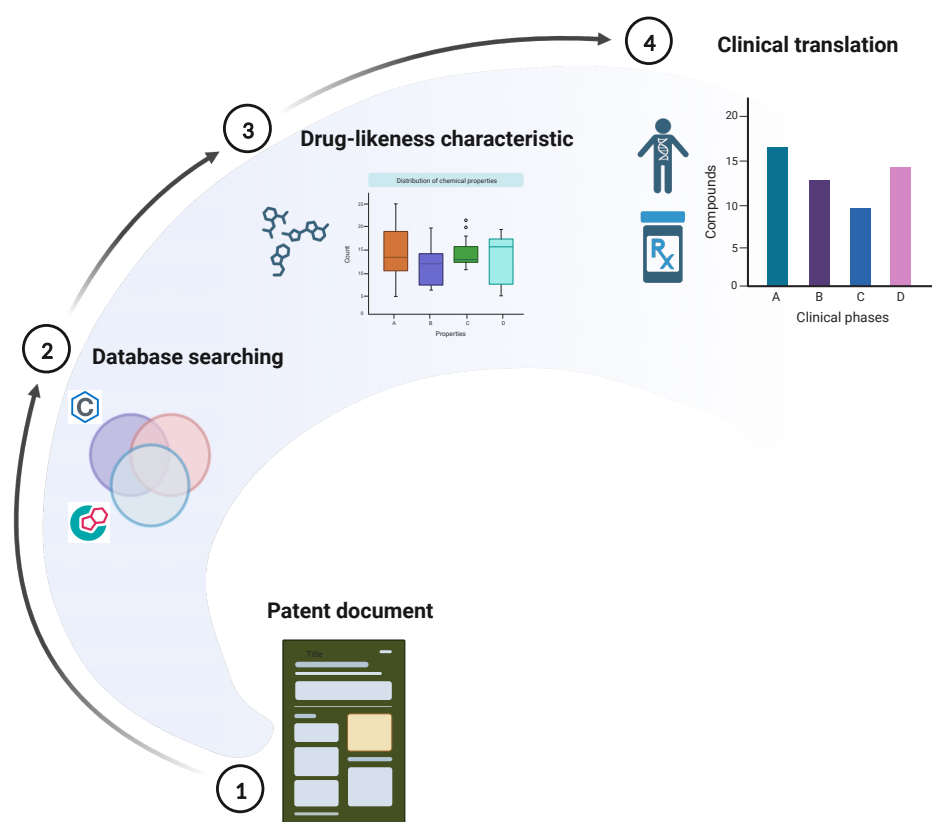 4
Clinical translation
3
Drug-likeness characteristic
Distribution of chemical properties
25
20
15
10
5
0
Count
A B C D
Properties
20
15
10
5
0
Compounds
A B C D
Clinical phases
Rx
2
Database searching
C
Patent document
Title
1